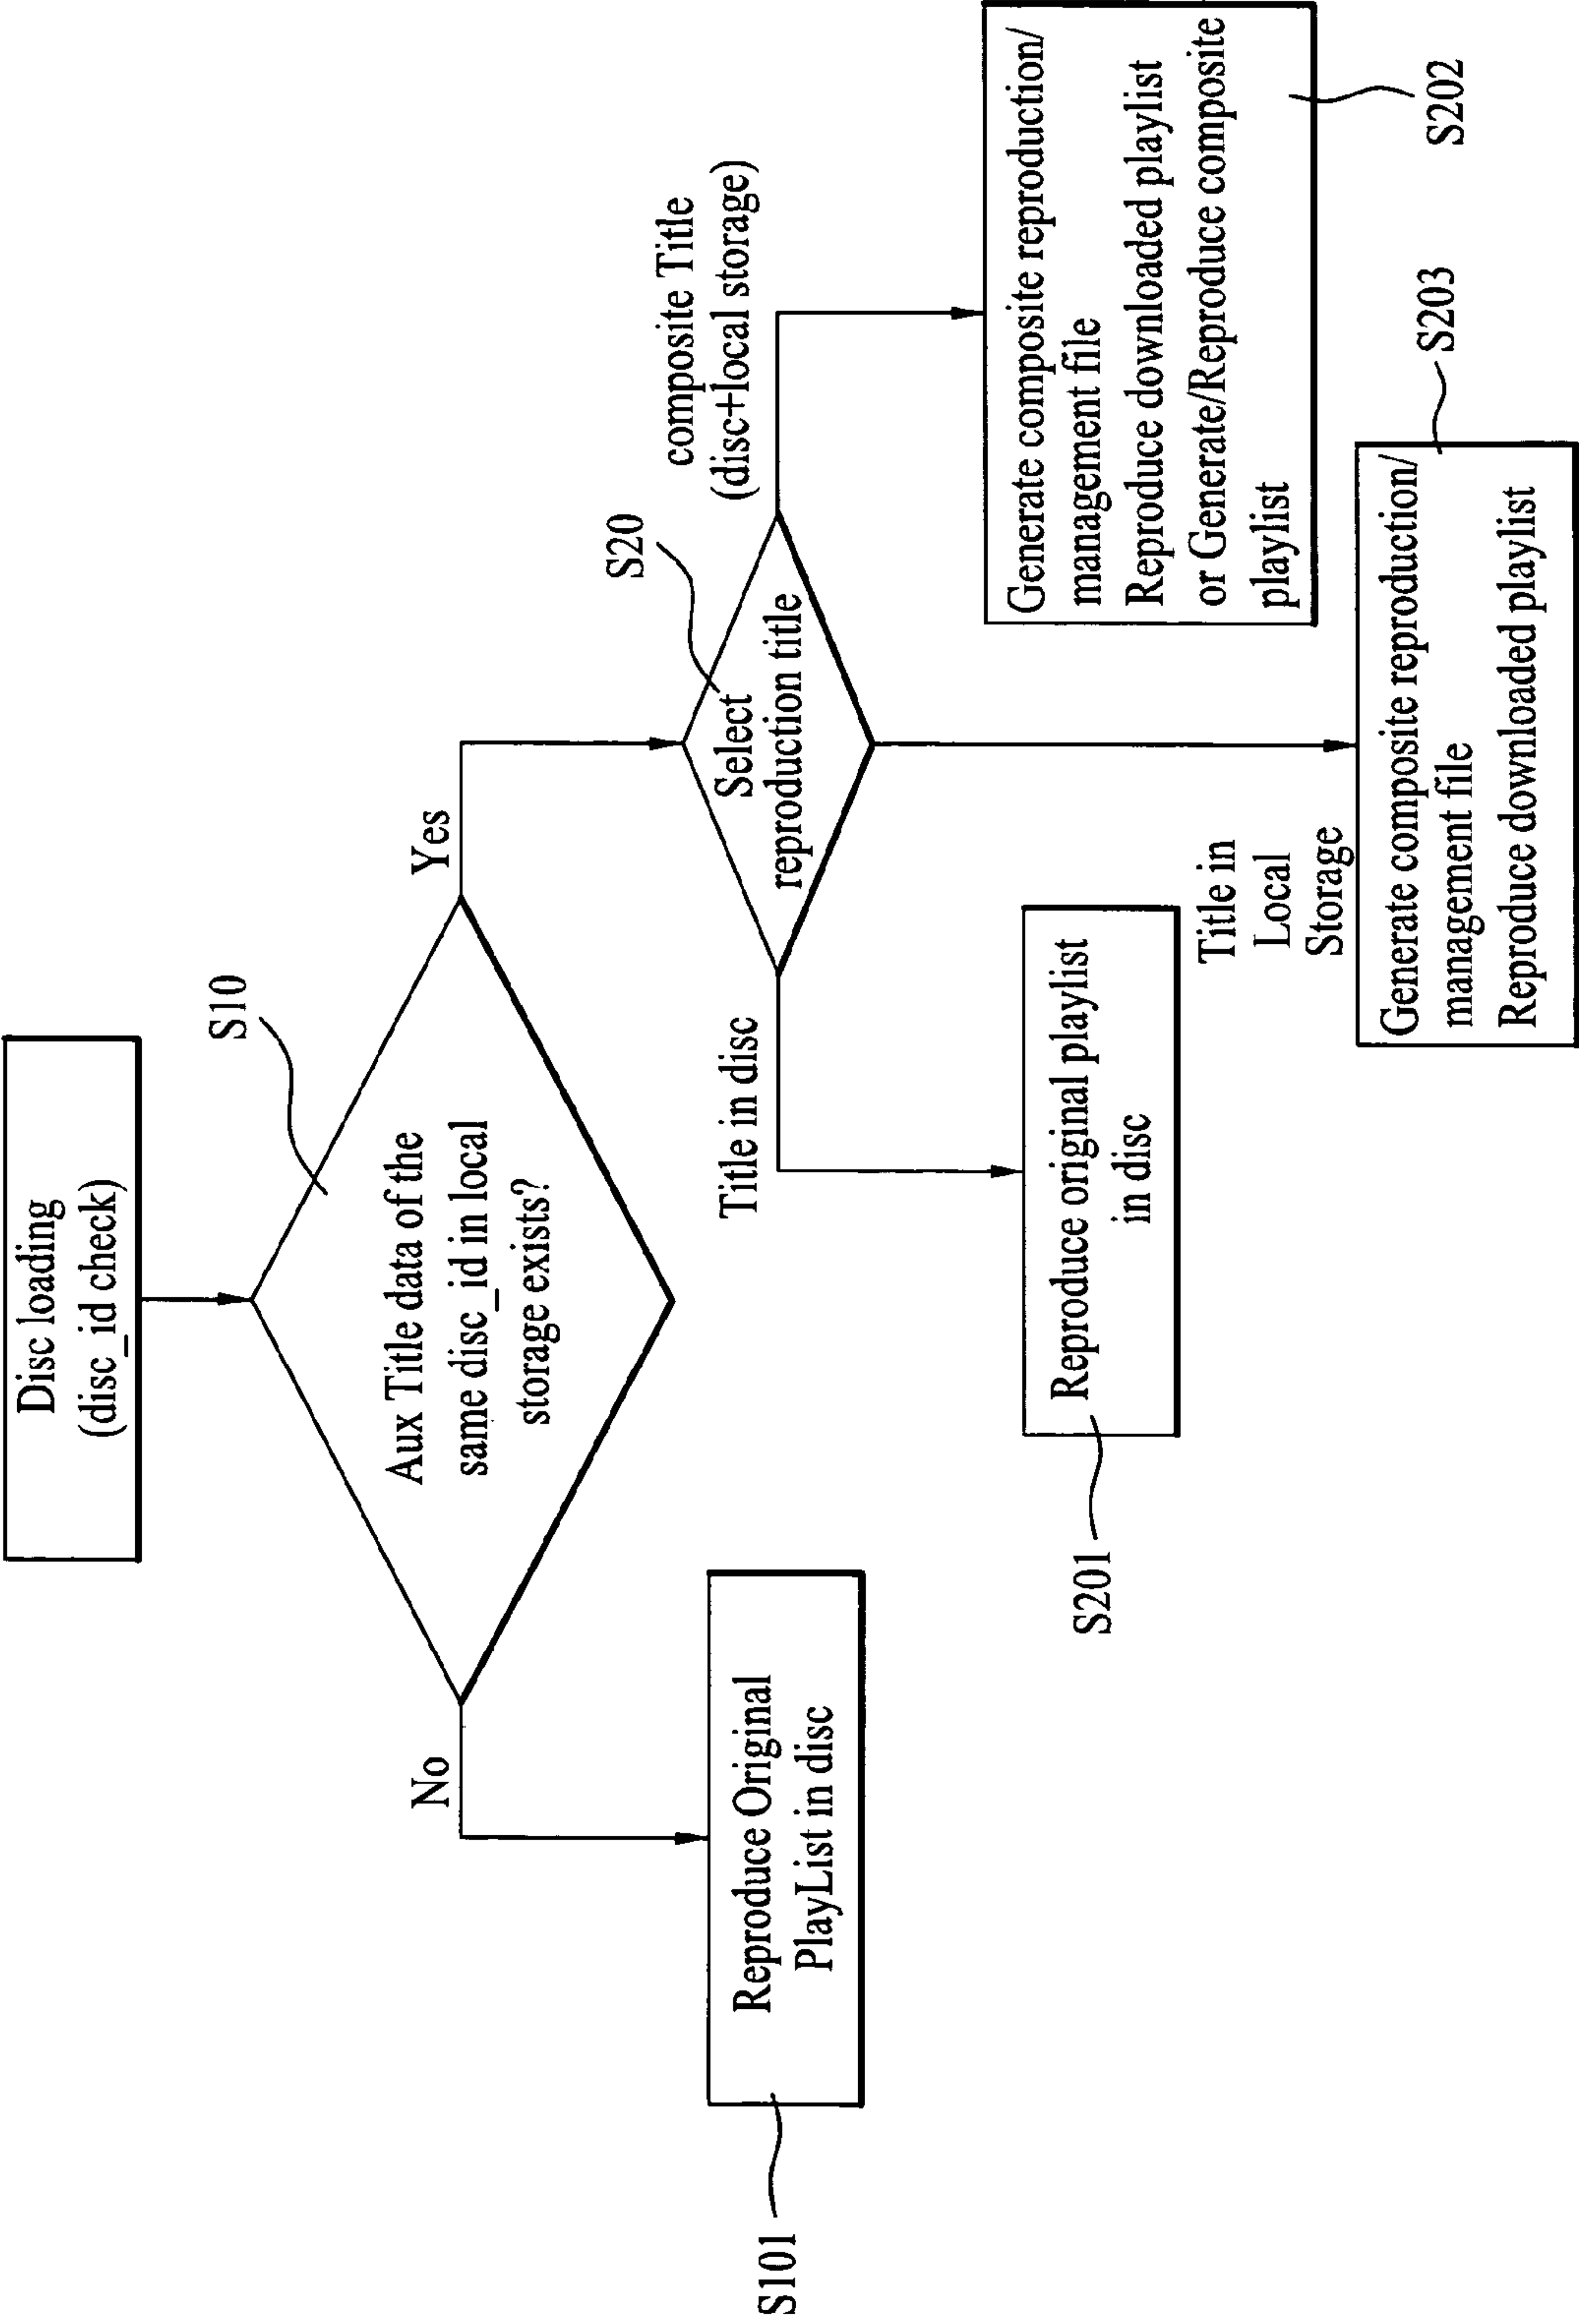 Disc loading
(disc_id check)
S10
Aux Title data of the
same disc_id in local
storage exists?
No
Yes
Reproduce Original
PlayList in disc
S101
S20
Select
reproduction title
Title in disc
composite Title
(disc+local storage)
Reproduce original playlist
in disc
S201
Title in
Local
Storage
Generate composite reproduction/
management file
Reproduce downloaded playlist
or Generate/Reproduce composite
playlist
S202
Generate composite reproduction/
management file
Reproduce downloaded playlist
S203